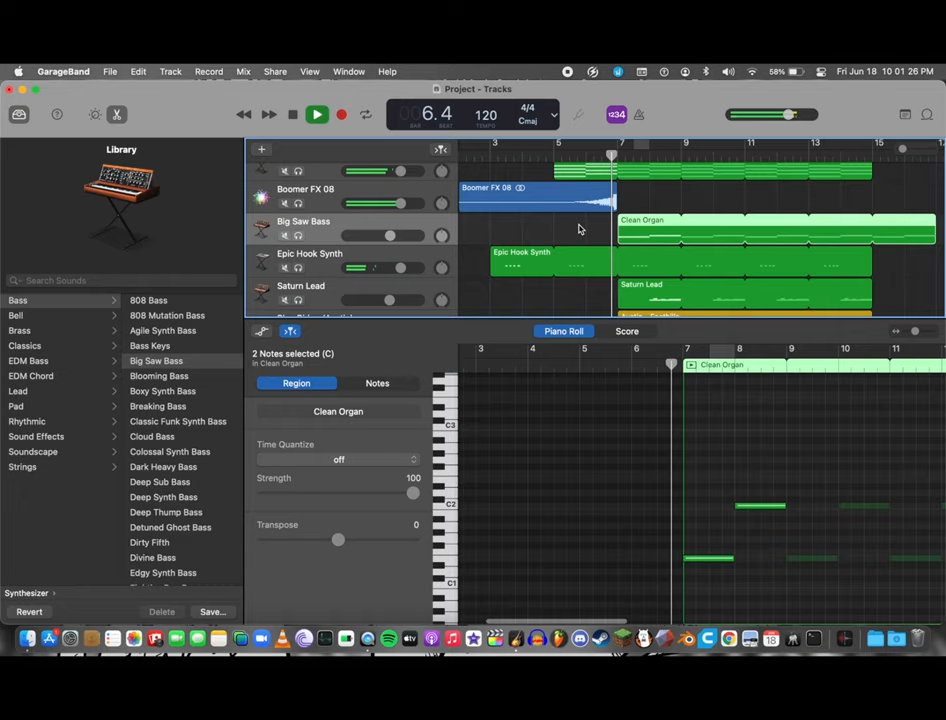 GarageBand File Edit Track Record Mix Share View Window Help 58% Fri Jun 18 10 01:26 PM
Project - Tracks
6.4 120 4/4 Cmaj
BAR BEAT TEMPO
1234
Library
Search Sounds
Bass
Bell
Brass
Classics
EDM Bass
EDM Chord
Lead
Pad
Rhythmic
Sound Effects
Soundscape
Strings
808 Bass
808 Mutation Bass
Agile Synth Bass
Bass Keys
Big Saw Bass
Blooming Bass
Boxy Synth Bass
Breaking Bass
Classic Funk Synth Bass
Cloud Bass
Colossal Synth Bass
Dark Heavy Bass
Deep Sub Bass
Deep Synth Bass
Deep Thump Bass
Detuned Ghost Bass
Dirty Fifth
Divine Bass
Edgy Synth Bass
Synthesizer
Revert Delete Save...
3 5 7 9 11 13 15
Boomer FX 08
Big Saw Bass
Epic Hook Synth
Saturn Lead
Boomer FX 08
Clean Organ
Epic Hook Synth
Saturn Lead
Piano Roll Score
2 Notes selected (C)
in Clean Organ
Region Notes
Clean Organ
Time Quantize
off
Strength 100
Transpose 0
3 4 5 6 7 8 9 10 11
Clean Organ
C3
C2
C1
18